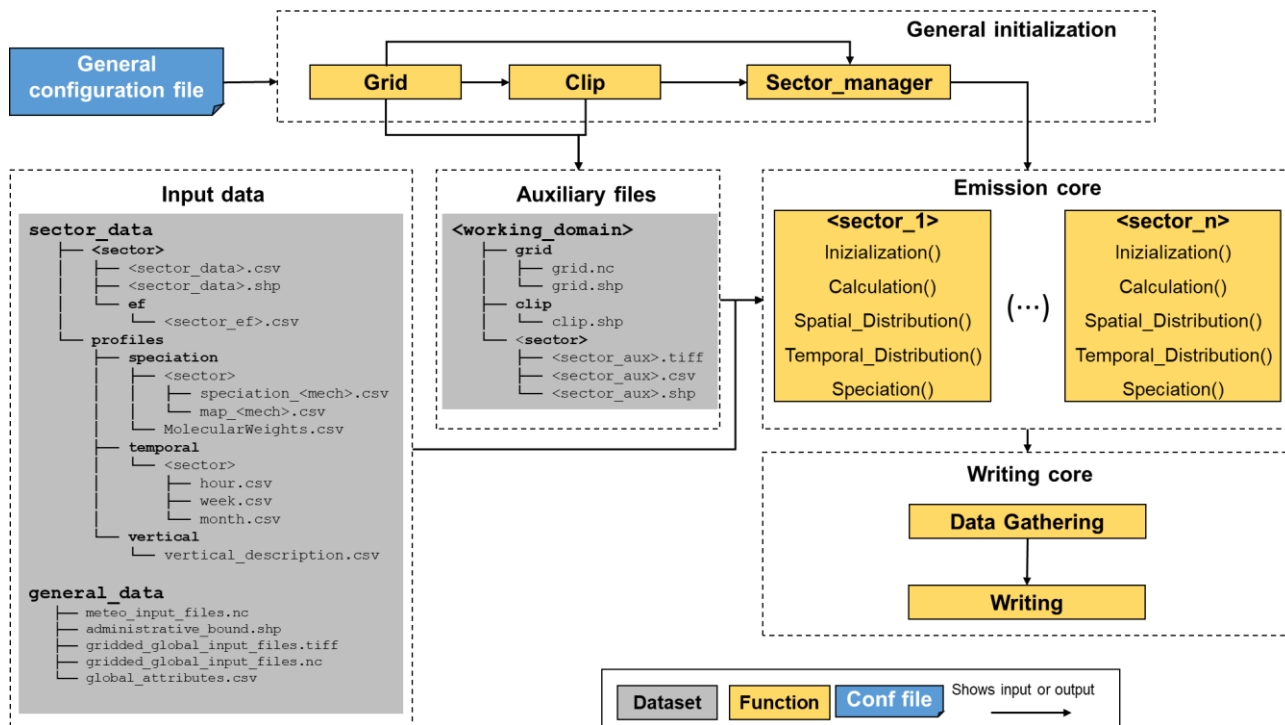 General initialization
General
configuration file
Grid
Clip
Sector_manager
Input data
sector_data
├── <sector>
│   ├── <sector_data>.csv
│   ├── <sector_data>.shp
│   └── ef
│       └── <sector_ef>.csv
└── profiles
    ├── speciation
    │   ├── <sector>
    │   │   ├── speciation_<mech>.csv
    │   │   └── map_<mech>.csv
    │   └── MolecularWeights.csv
    ├── temporal
    │   └── <sector>
    │       ├── hour.csv
    │       ├── week.csv
    │       └── month.csv
    └── vertical
        └── vertical_description.csv
general_data
├── meteo_input_files.nc
├── administrative_bound.shp
├── gridded_global_input_files.tiff
├── gridded_global_input_files.nc
└── global_attributes.csv
Auxiliary files
<working_domain>
├── grid
│   ├── grid.nc
│   └── grid.shp
├── clip
│   └── clip.shp
└── <sector>
    ├── <sector_aux>.tiff
    ├── <sector_aux>.csv
    └── <sector_aux>.shp
Emission core
<sector_1>
Inizialization()
Calculation()
Spatial_Distribution()
Temporal_Distribution()
Speciation()
(···)
<sector_n>
Inizialization()
Calculation()
Spatial_Distribution()
Temporal_Distribution()
Speciation()
Writing core
Data Gathering
Writing
Dataset
Function
Conf file
Shows input or output